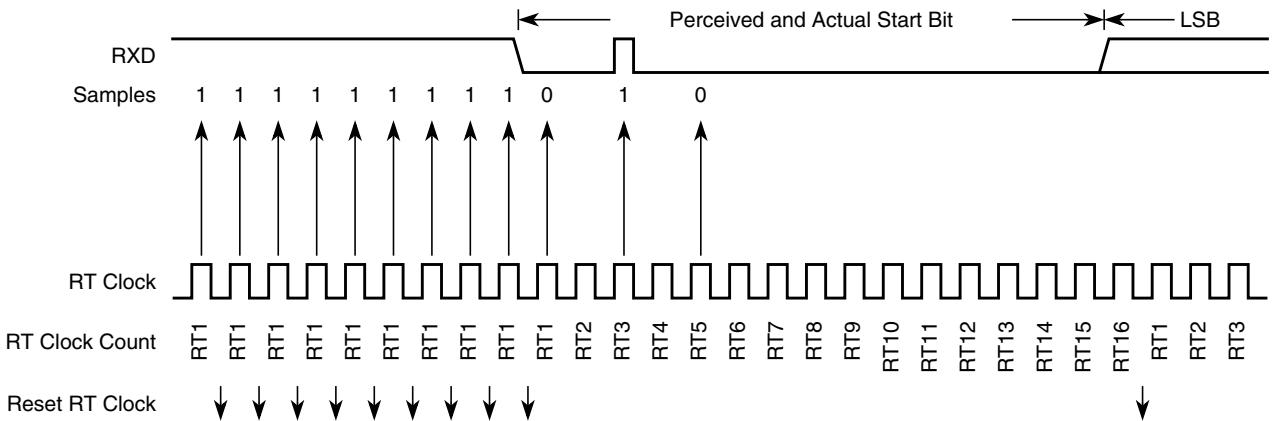 Perceived and Actual Start Bit LSB
RXD
Samples 1 1 1 1 1 1 1 1 1 0 1 0
RT Clock
RT Clock Count RT1 RT1 RT1 RT1 RT1 RT1 RT1 RT1 RT1 RT1 RT2 RT3 RT4 RT5 RT6 RT7 RT8 RT9 RT10 RT11 RT12 RT13 RT14 RT15 RT16 RT1 RT2 RT3
Reset RT Clock